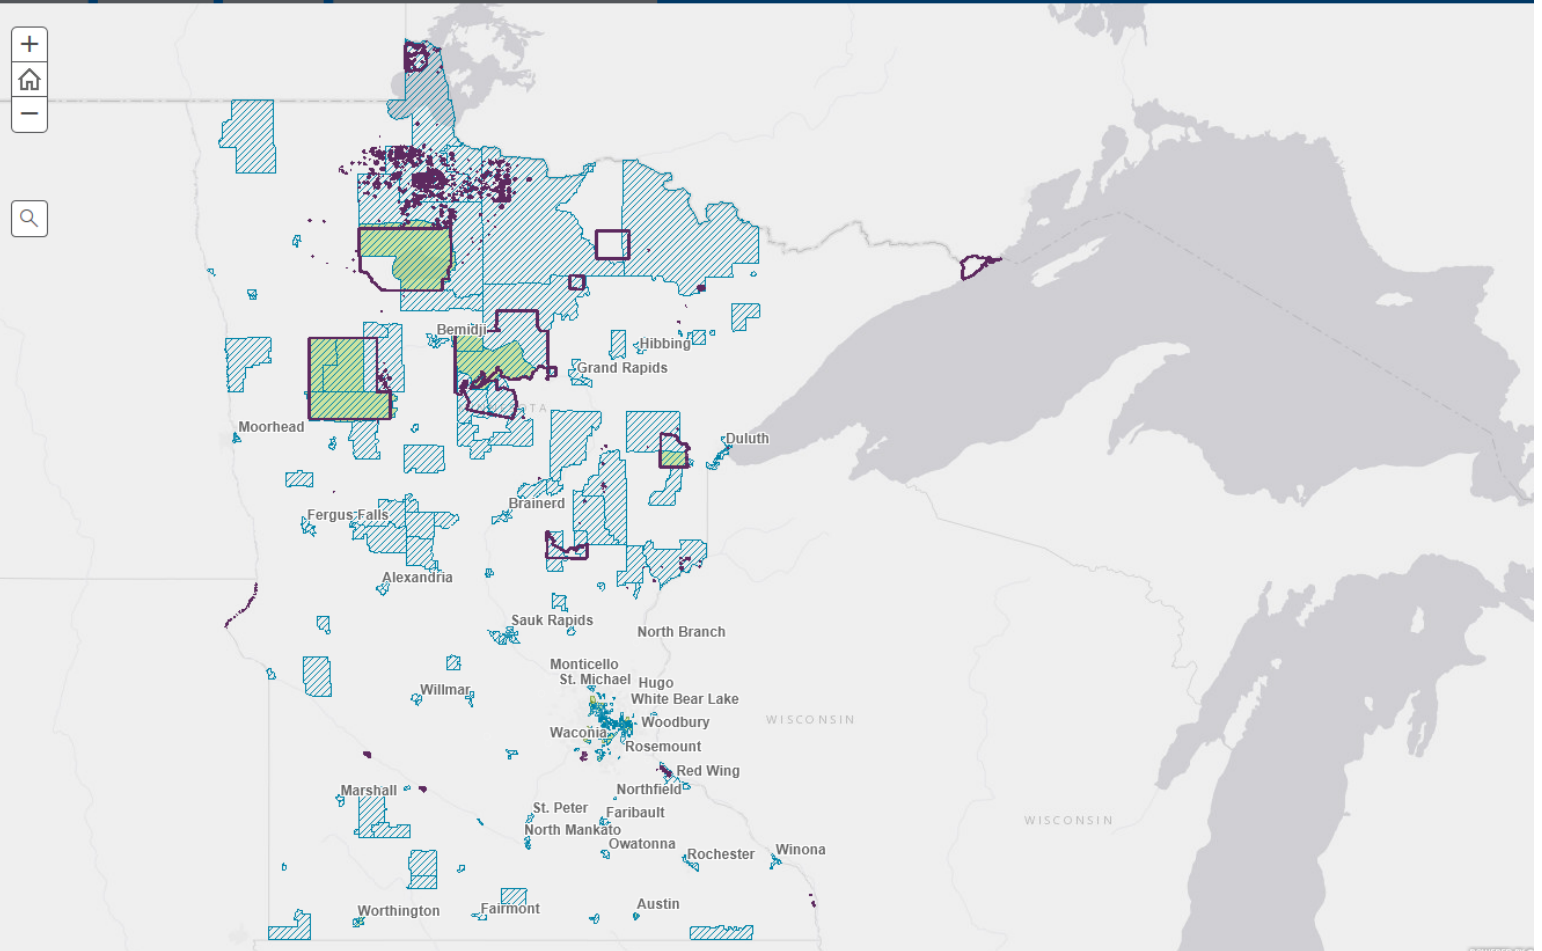 +
−
Bemidji
Hibbing
Grand Rapids
Moorhead
Duluth
Brainerd
Fergus Falls
Alexandria
Sauk Rapids
North Branch
Monticello
St. Michael
Hugo
White Bear Lake
Willmar
Woodbury
WISCONSIN
Waconia
Rosemount
Red Wing
Northfield
Marshall
St. Peter
Faribault
WISCONSIN
North Mankato
Owatonna
Rochester
Winona
Austin
Fairmont
Worthington